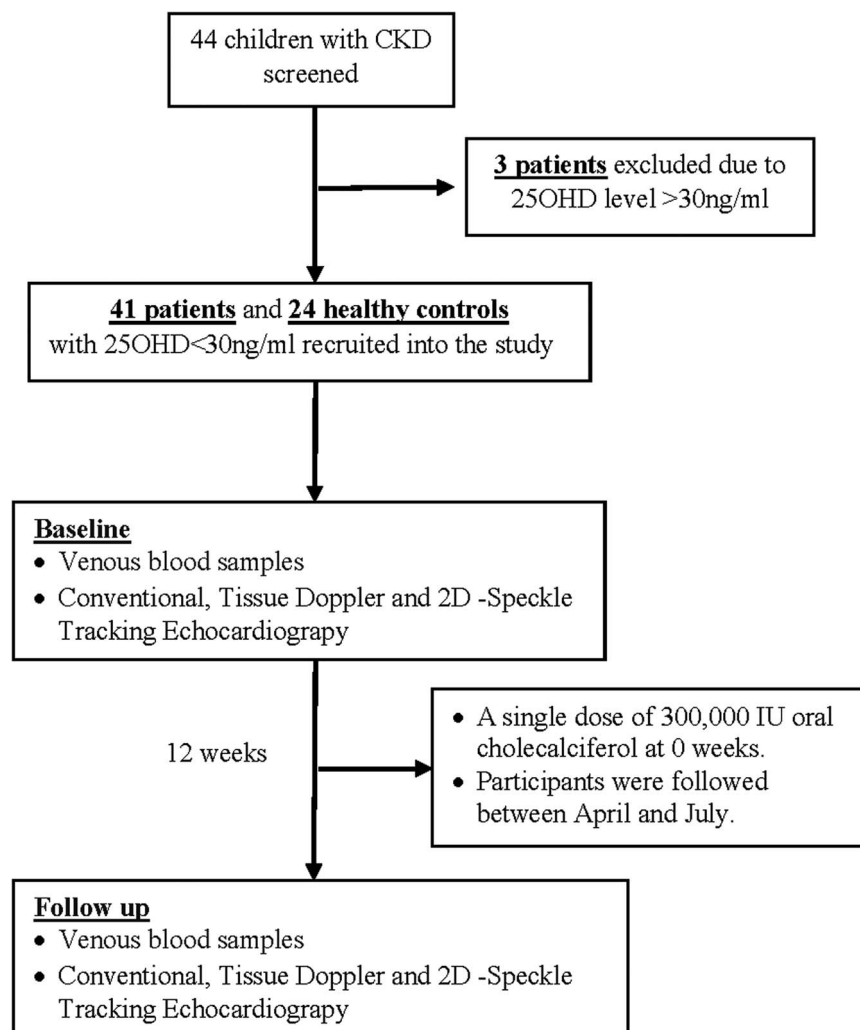 44 children with CKD
screened
3 patients excluded due to
25OHD level >30ng/ml
41 patients and 24 healthy controls
with 25OHD<30ng/ml recruited into the study
Baseline
• Venous blood samples
• Conventional, Tissue Doppler and 2D -Speckle
Tracking Echocardiograpy
12 weeks
• A single dose of 300,000 IU oral
cholecalciferol at 0 weeks.
• Participants were followed
between April and July.
Follow up
• Venous blood samples
• Conventional, Tissue Doppler and 2D -Speckle
Tracking Echocardiograpy